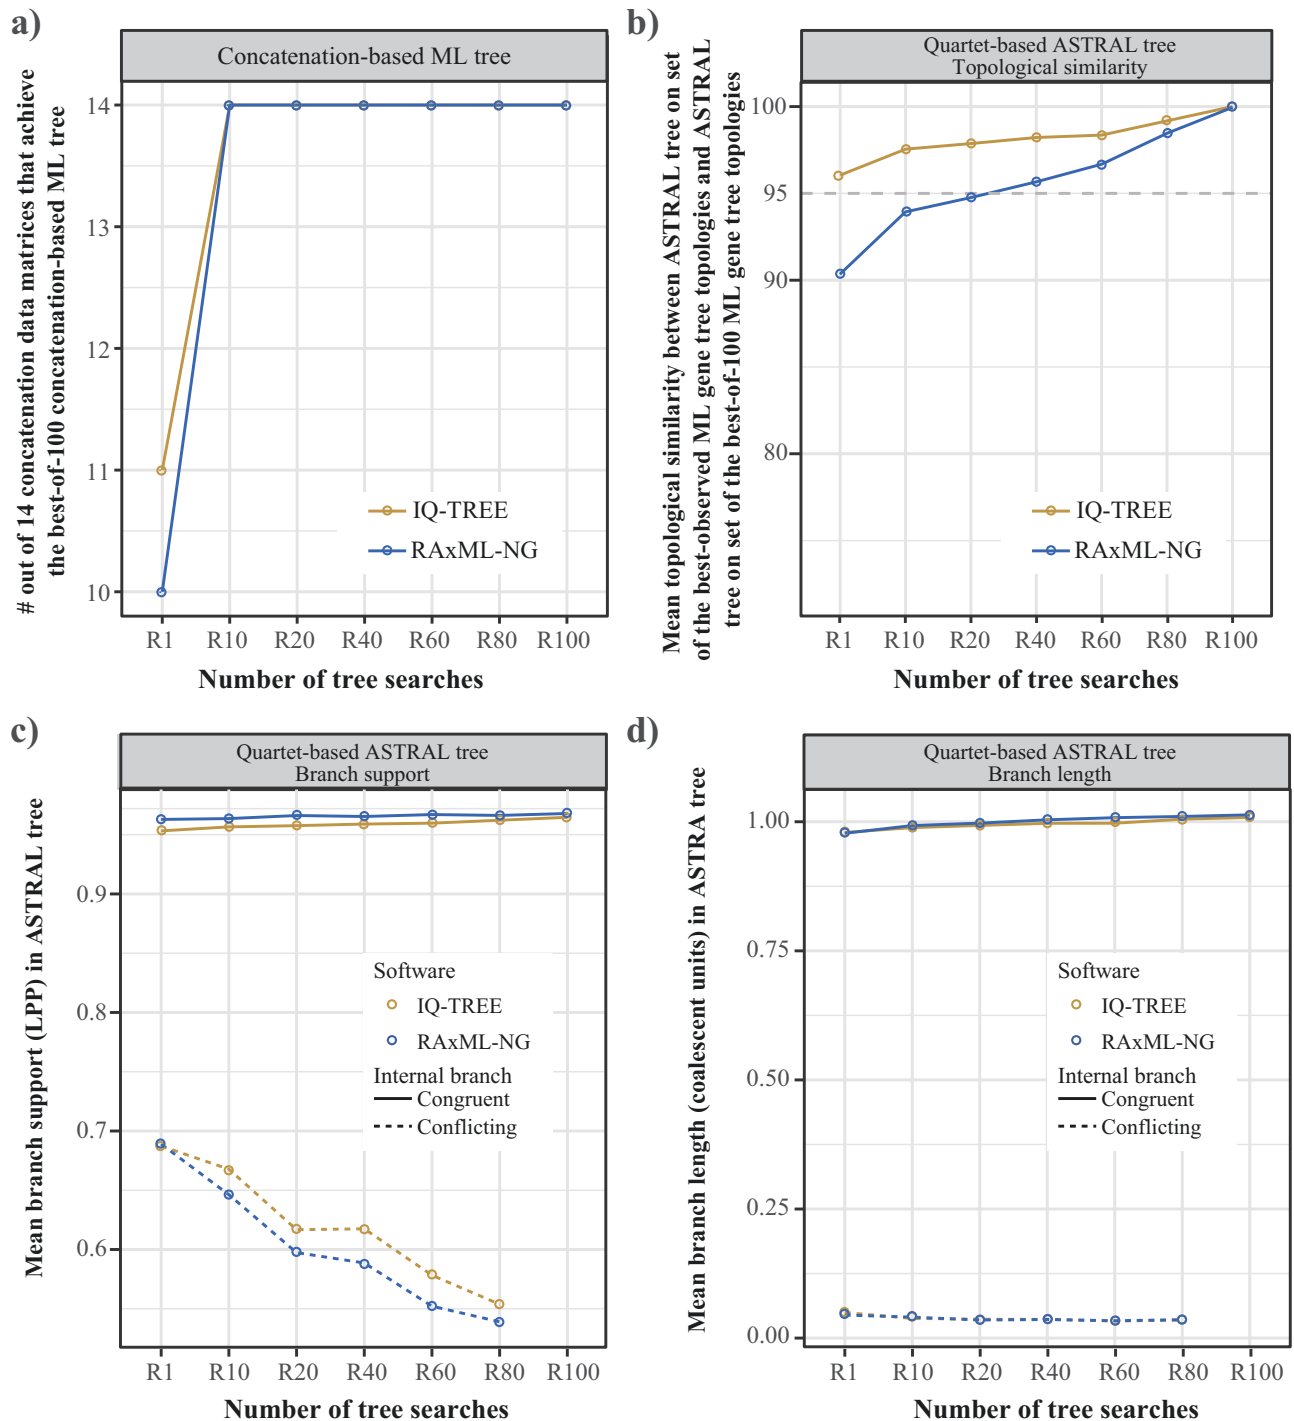 a)
Concatenation-based ML tree
# out of 14 concatenation data matrices that achieve
the best-of-100 concatenation-based ML tree
14
13
12
11
10
IQ-TREE
RAxML-NG
R1 R10 R20 R40 R60 R80 R100
Number of tree searches
b)
Quartet-based ASTRAL tree
Topological similarity
Mean topological similarity between ASTRAL tree on set
of the best-observed ML gene tree topologies and ASTRAL
tree on set of the best-of-100 ML gene tree topologies
100
95
90
80
IQ-TREE
RAxML-NG
R1 R10 R20 R40 R60 R80 R100
Number of tree searches
c)
Quartet-based ASTRAL tree
Branch support
Mean branch support (LPP) in ASTRAL tree
0.9
0.8
0.7
0.6
Software
IQ-TREE
RAxML-NG
Internal branch
Congruent
Conflicting
R1 R10 R20 R40 R60 R80 R100
Number of tree searches
d)
Quartet-based ASTRAL tree
Branch length
Mean branch length (coalescent units) in ASTRA tree
1.00
0.75
0.50
0.25
0.00
Software
IQ-TREE
RAxML-NG
Internal branch
Congruent
Conflicting
R1 R10 R20 R40 R60 R80 R100
Number of tree searches